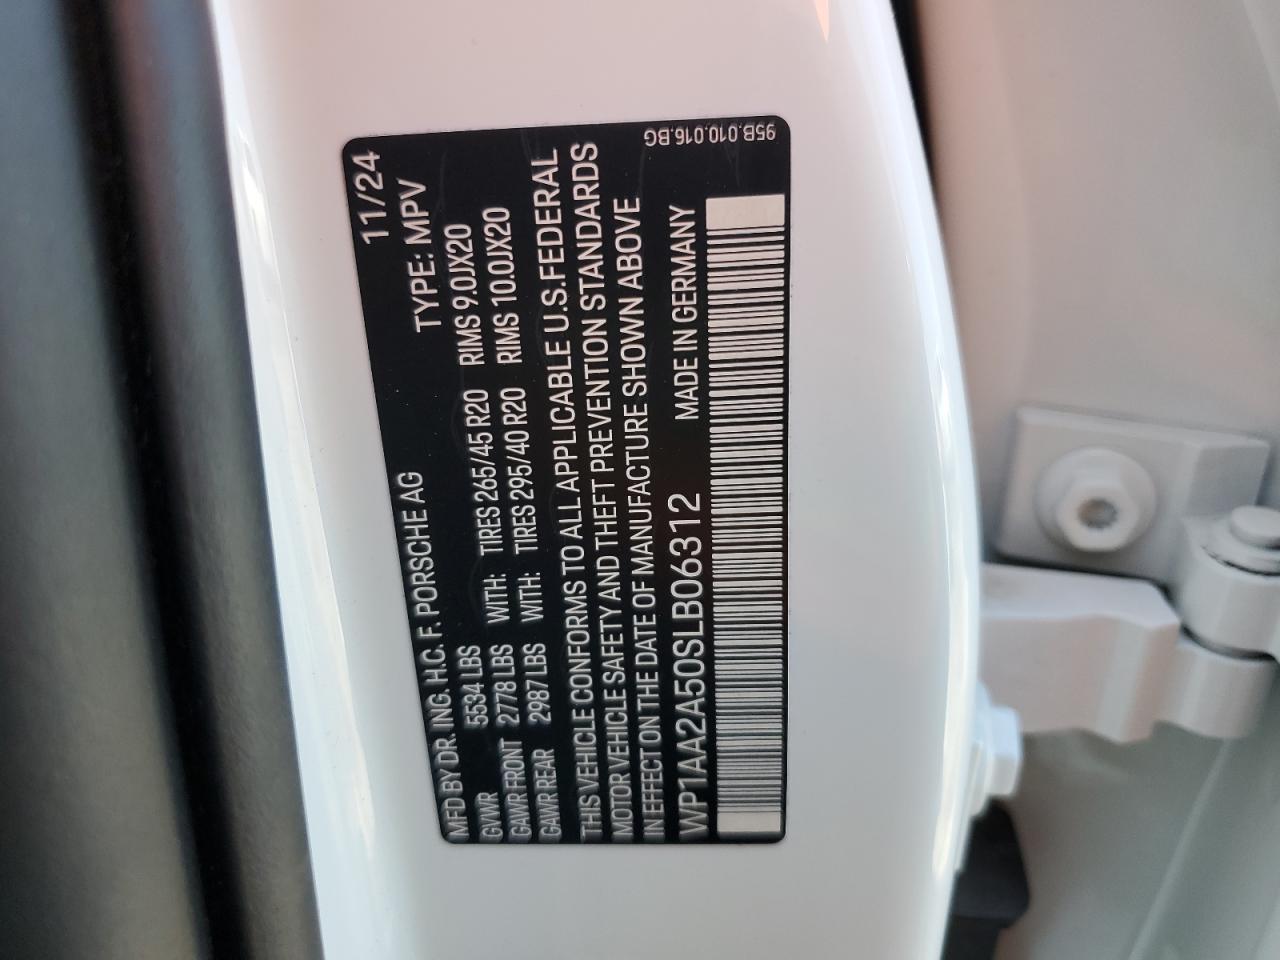 11/24
MFD BY DR. ING. H.C. F. PORSCHE AG TYPE: MPV
GVWR 5534 LBS WITH: TIRES 265/45 R20 RIMS 9.0JX20
GAWR FRONT 2778 LBS WITH: TIRES 295/40 R20 RIMS 10.0JX20
GAWR REAR 2987 LBS
THIS VEHICLE CONFORMS TO ALL APPLICABLE U.S. FEDERAL
MOTOR VEHICLE SAFETY AND THEFT PREVENTION STANDARDS
IN EFFECT ON THE DATE OF MANUFACTURE SHOWN ABOVE
WP1AA2A50SLB06312 MADE IN GERMANY
95B.010.016.BG